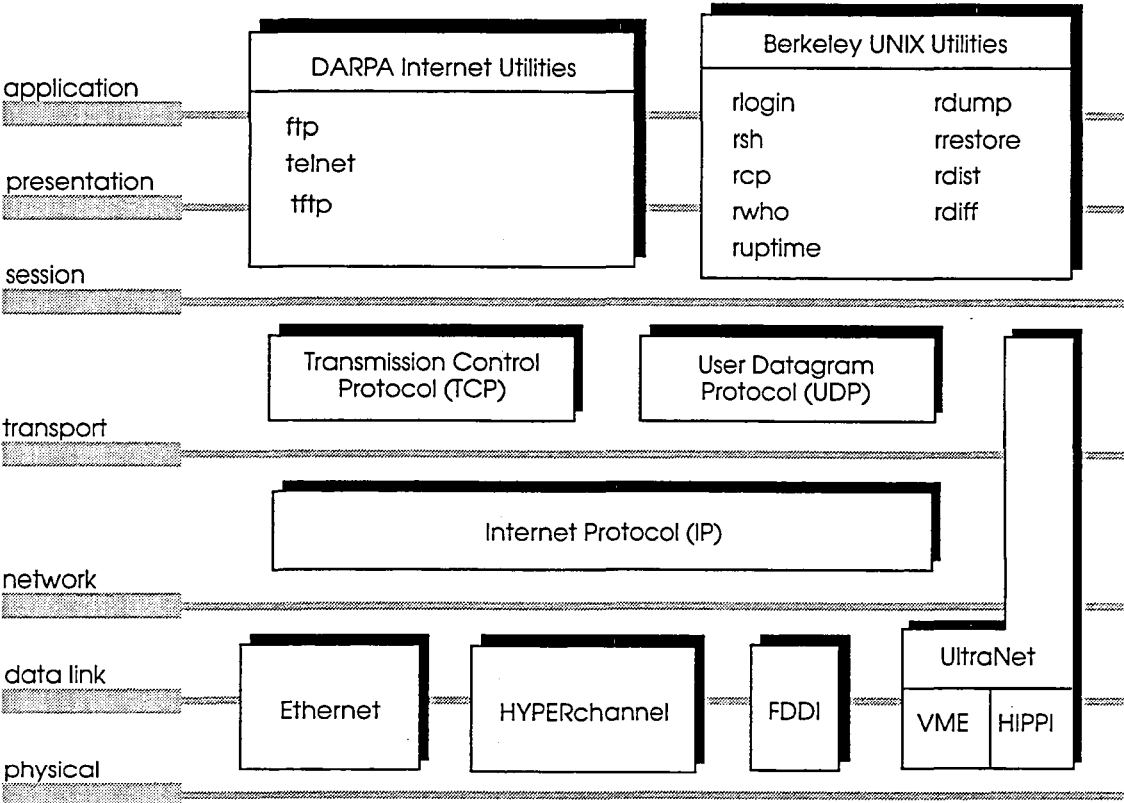 application
presentation
session
transport
network
data link
physical
DARPA Internet Utilities
ftp
telnet
tftp
Berkeley UNIX Utilities
rlogin
rsh
rcp
rwho
ruptime
rdump
rrestore
rdist
rdiff
Transmission Control
Protocol (TCP)
User Datagram
Protocol (UDP)
Internet Protocol (IP)
Ethernet
HYPERchannel
FDDI
UltraNet
VME
HIPPI